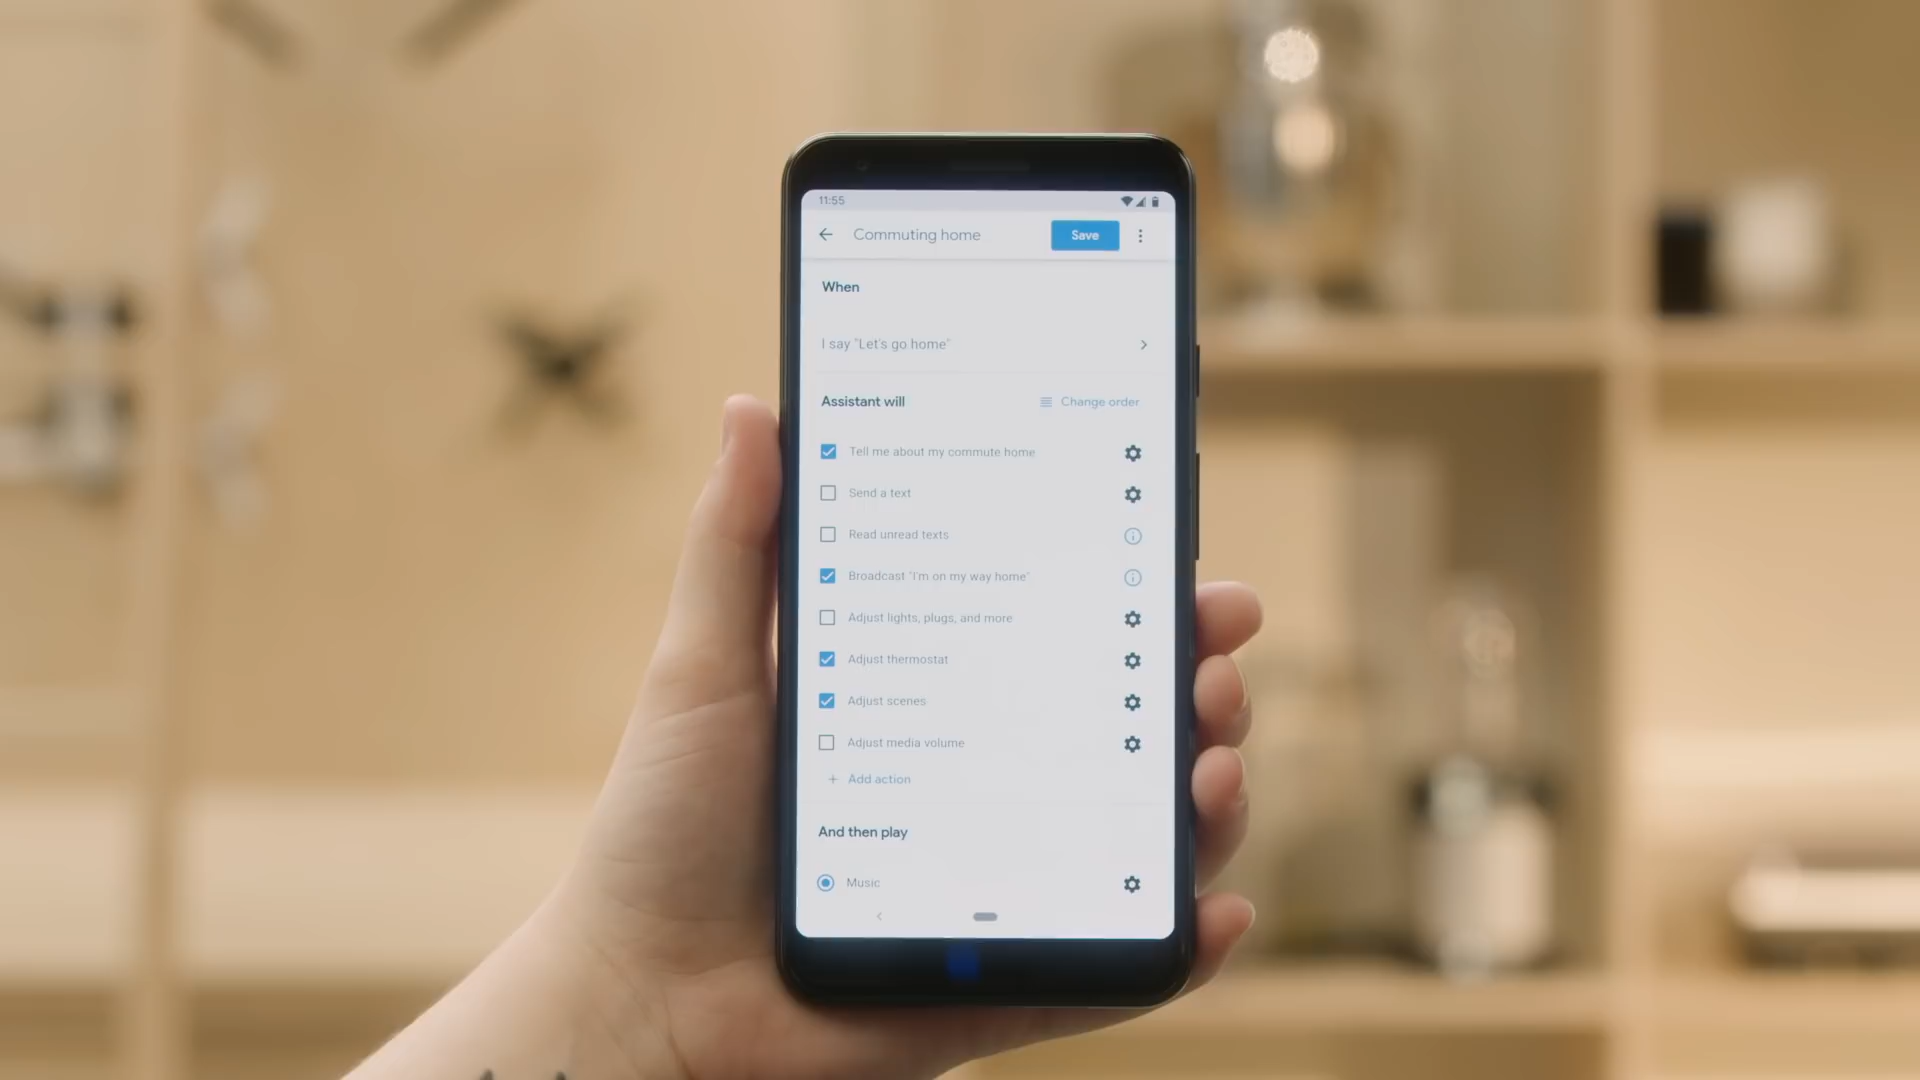 11:55
Commuting home
Save
When
I say "Let's go home"
Assistant will
Change order
Tell me about my commute home
Send a text
Read unread texts
Broadcast "I'm on my way home"
Adjust lights, plugs, and more
Adjust thermostat
Adjust scenes
Adjust media volume
+ Add action
And then play
Music